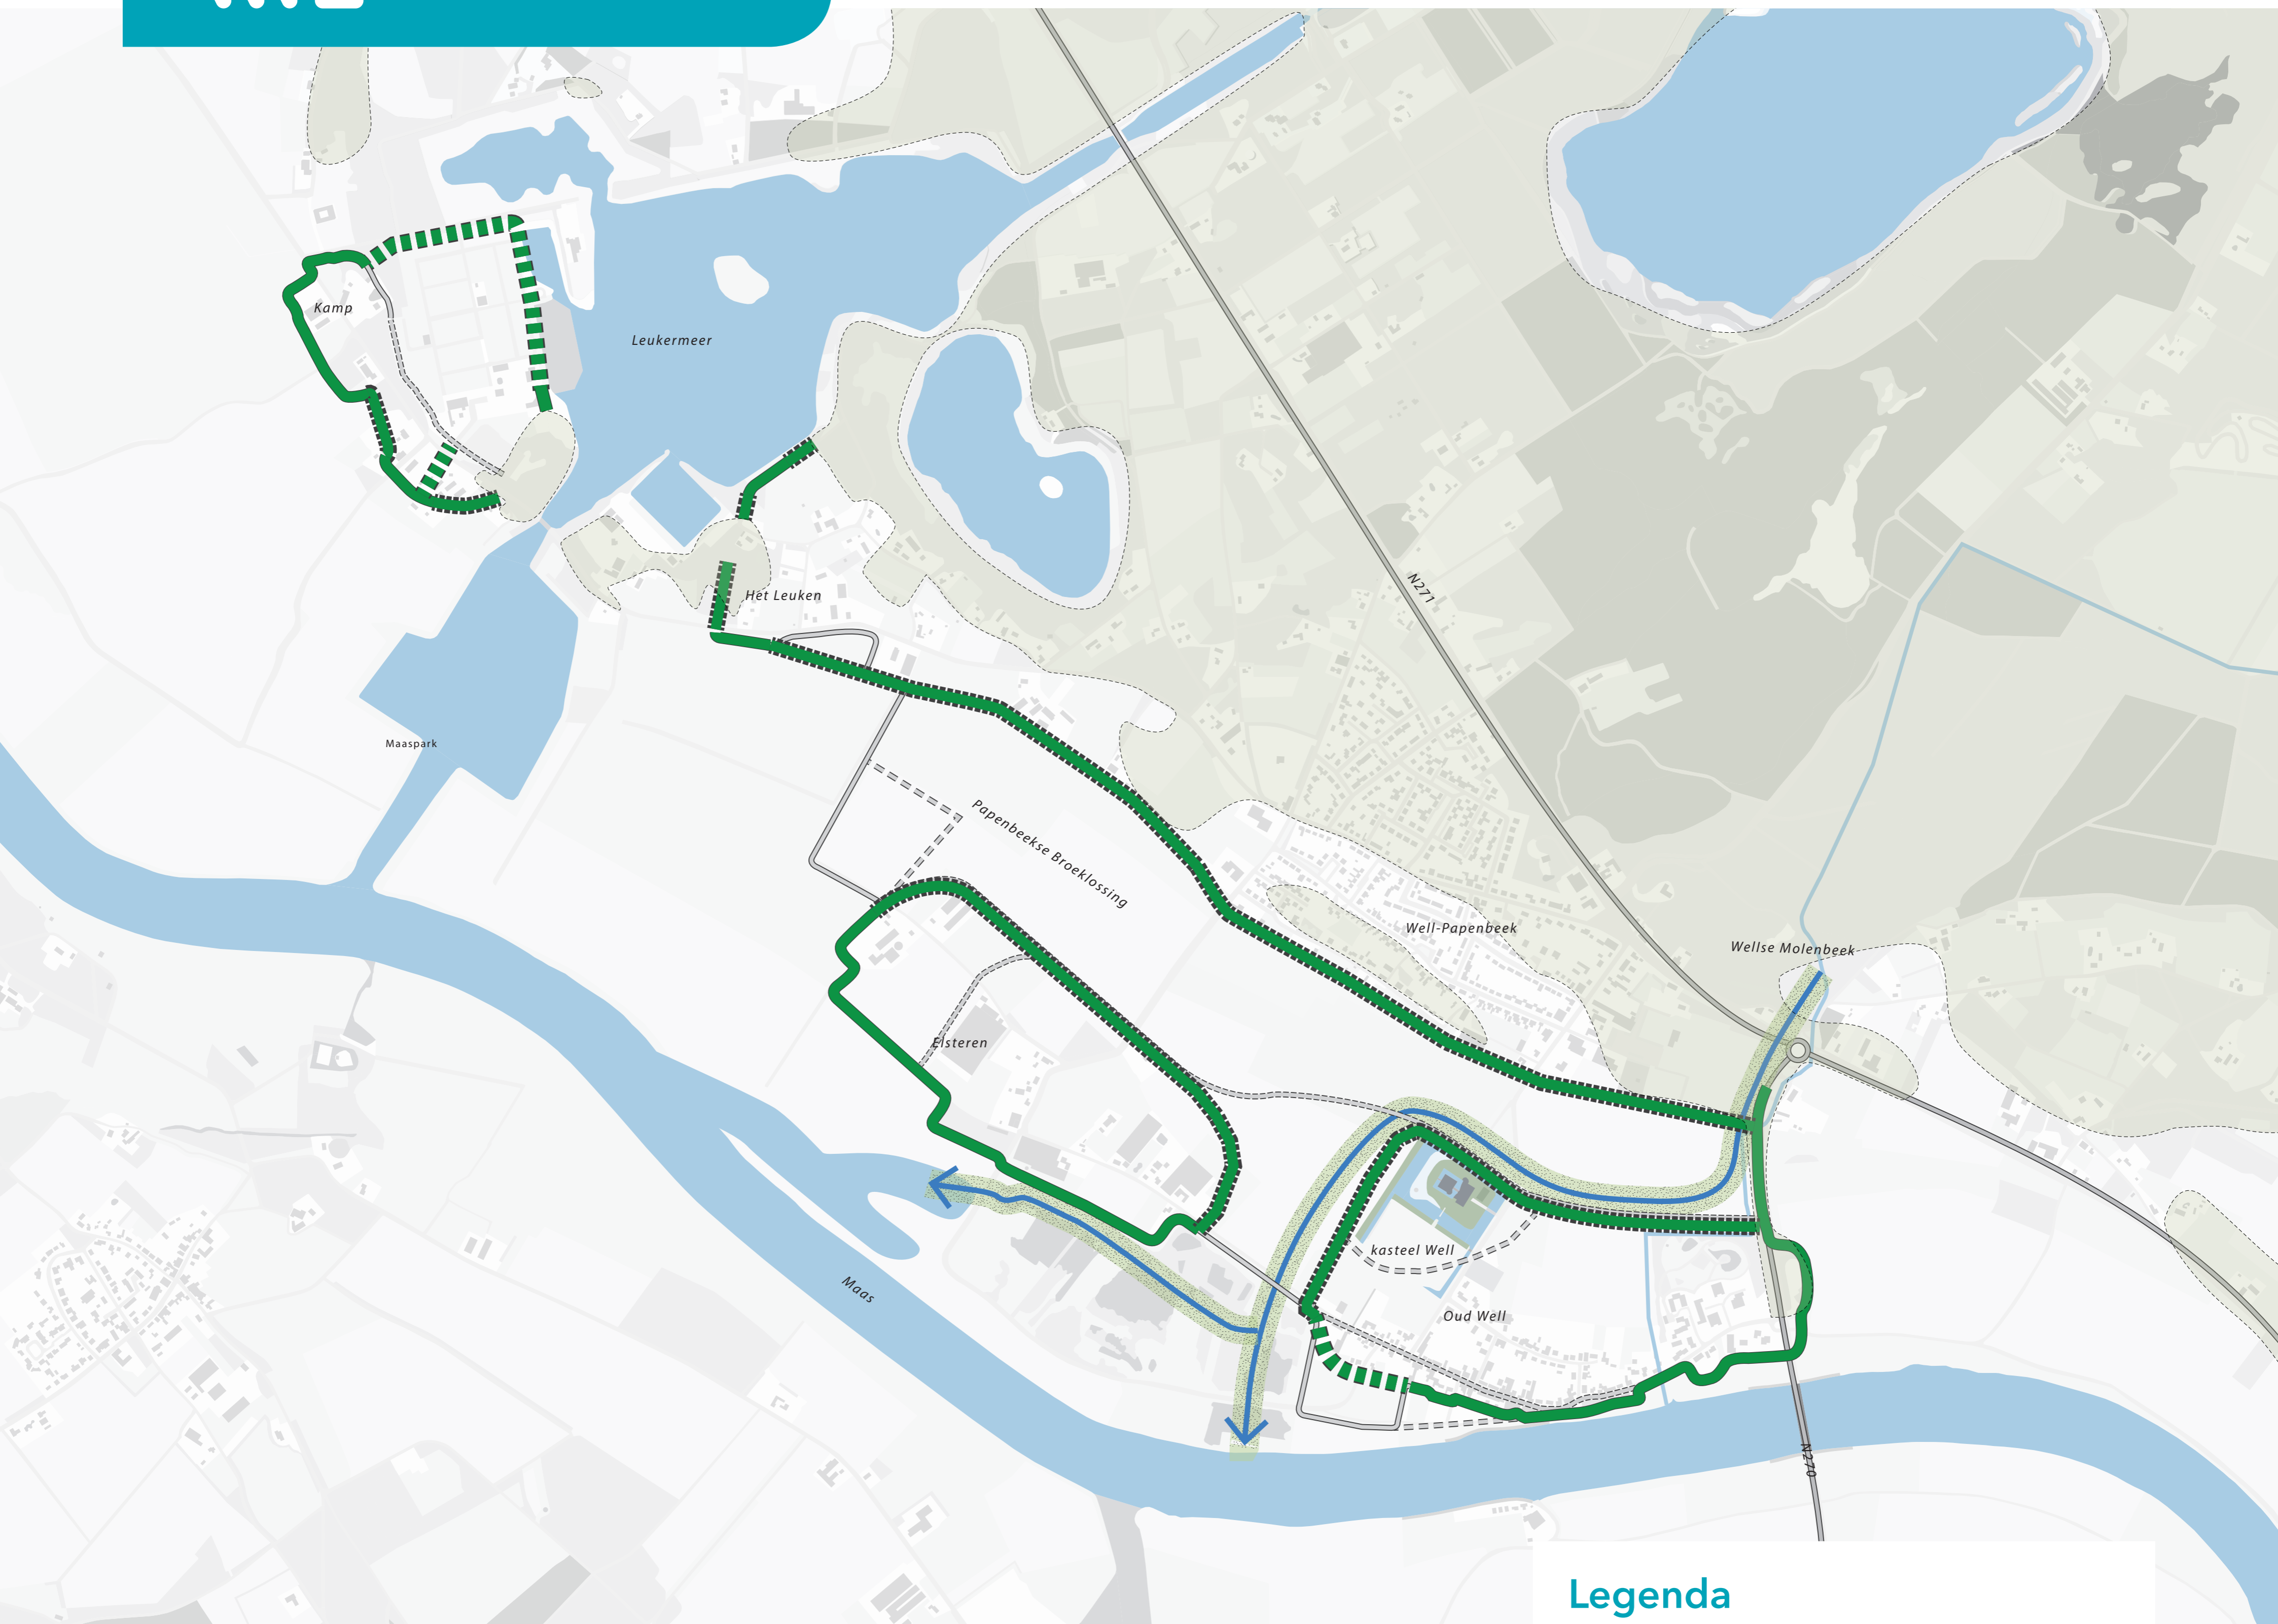 Kamp
Leukermeer
N271
Het Leuken
Maaspark
Papenbeekse Broeklossing
Well-Papenbeek
Wellse Molenbeek
Elsteren
kasteel Well
Maas
Oud Well
N270
Legenda